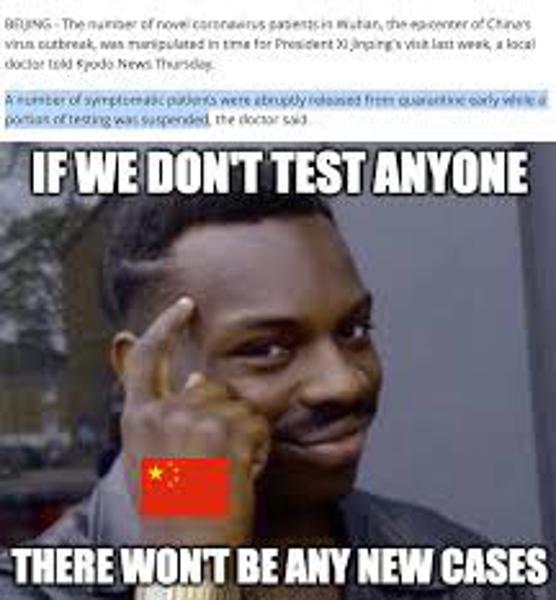 BEIJING - The number of novel coronavirus patients in Wuhan, the epicenter of China's
virus outbreak, was manipulated in time for President Xi Jinping's visit last week, a local
doctor told Kyodo News Thursday.
A number of symptomatic patients were abruptly released from quarantine early while a
portion of testing was suspended, the doctor said.
IF WE DON'T TEST ANYONE
THERE WON'T BE ANY NEW CASES